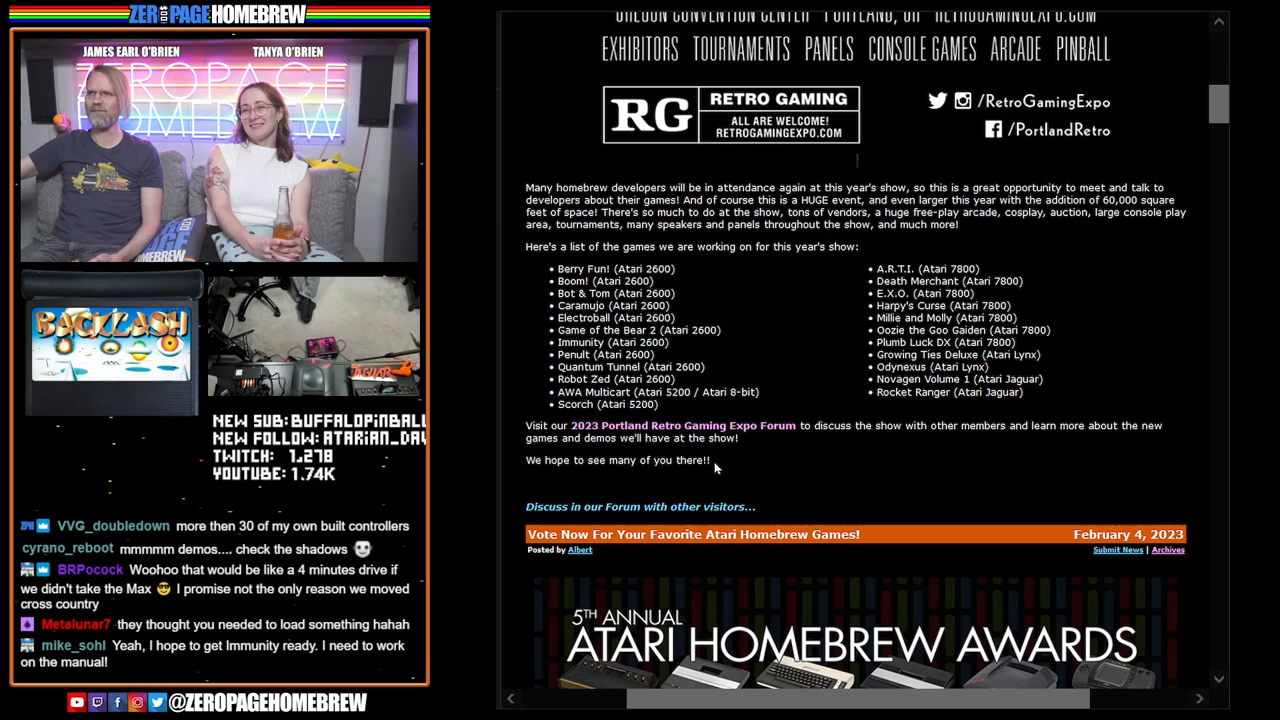 ZEROPAGE HOMEBREW
JAMES EARL O'BRIEN
TANYA O'BRIEN
ZEROPAGE
HOMEBREW
BACKLASH
JAGUAR
NEW SUB: BUFFALOPINBALL
NEW FOLLOW: ATARIAN_DAY
TWITCH: 1,278
YOUTUBE: 1.74K
VVG_doubledown more then 30 of my own built controllers
cyrano_reboot mmmmm demos.... check the shadows
BRPocock Woohoo that would be like a 4 minutes drive if
we didn't take the Max 😎 I promise not the only reason we moved
cross country
Metalunar7 they thought you needed to load something hahah
mike_sohl Yeah, I hope to get Immunity ready. I need to work
on the manual!
@ZEROPAGEHOMEBREW
OREGON CONVENTION CENTER PORTLAND, OR RETROGAMINGEXPO.COM
EXHIBITORS TOURNAMENTS PANELS CONSOLE GAMES ARCADE PINBALL
RG RETRO GAMING
ALL ARE WELCOME!
RETROGAMINGEXPO.COM
/RetroGamingExpo
/PortlandRetro
Many homebrew developers will be in attendance again at this year's show, so this is a great opportunity to meet and talk to
developers about their games! And of course this is a HUGE event, and even larger this year with the addition of 60,000 square
feet of space! There's so much to do at the show, tons of vendors, a huge free-play arcade, cosplay, auction, large console play
area, tournaments, many speakers and panels throughout the show, and much more!
Here's a list of the games we are working on for this year's show:
• Berry Fun! (Atari 2600)
• Boom! (Atari 2600)
• Bot & Tom (Atari 2600)
• Caramujo (Atari 2600)
• Electroball (Atari 2600)
• Game of the Bear 2 (Atari 2600)
• Immunity (Atari 2600)
• Penult (Atari 2600)
• Quantum Tunnel (Atari 2600)
• Robot Zed (Atari 2600)
• AWA Multicart (Atari 5200 / Atari 8-bit)
• Scorch (Atari 5200)
• A.R.T.I. (Atari 7800)
• Death Merchant (Atari 7800)
• E.X.O. (Atari 7800)
• Harpy's Curse (Atari 7800)
• Millie and Molly (Atari 7800)
• Oozie the Goo Gaiden (Atari 7800)
• Plumb Luck DX (Atari 7800)
• Growing Ties Deluxe (Atari Lynx)
• Odynexus (Atari Lynx)
• Novagen Volume 1 (Atari Jaguar)
• Rocket Ranger (Atari Jaguar)
Visit our 2023 Portland Retro Gaming Expo Forum to discuss the show with other members and learn more about the new
games and demos we'll have at the show!
We hope to see many of you there!!
Discuss in our Forum with other visitors...
Vote Now For Your Favorite Atari Homebrew Games! February 4, 2023
Posted by Albert Submit News | Archives
5TH ANNUAL
ATARI HOMEBREW AWARDS